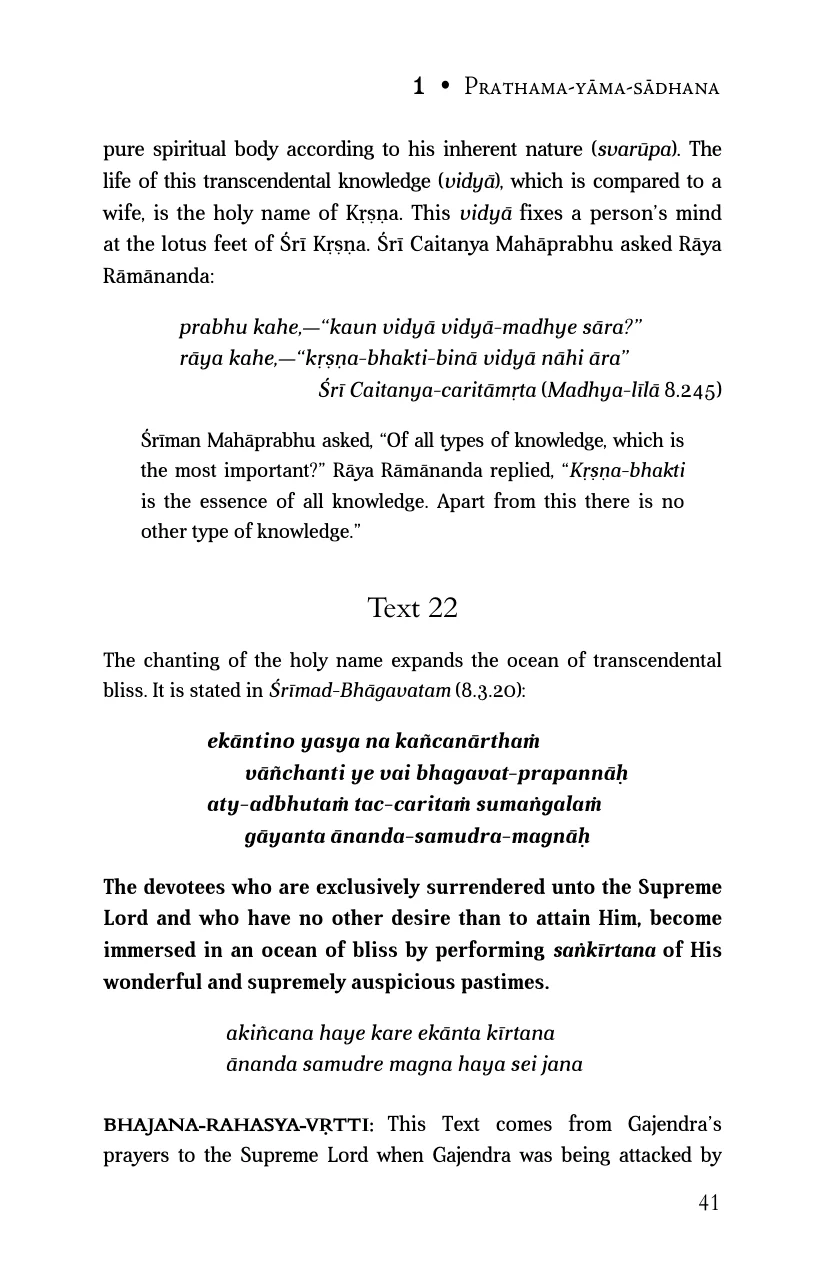 1 • Prathama-yāma-sādhana
pure spiritual body according to his inherent nature (svarūpa). The
life of this transcendental knowledge (vidyā), which is compared to a
wife, is the holy name of Kṛṣṇa. This vidyā fixes a person’s mind
at the lotus feet of Śrī Kṛṣṇa. Śrī Caitanya Mahāprabhu asked Rāya
Rāmānanda:
prabhu kahe,—“kaun vidyā vidyā-madhye sāra?”
rāya kahe,—“kṛṣṇa-bhakti-binā vidyā nāhi āra”
Śrī Caitanya-caritāmṛta (Madhya-līlā 8.245)
Śrīman Mahāprabhu asked, “Of all types of knowledge, which is
the most important?” Rāya Rāmānanda replied, “Kṛṣṇa-bhakti
is the essence of all knowledge. Apart from this there is no
other type of knowledge.”
Text 22
The chanting of the holy name expands the ocean of transcendental
bliss. It is stated in Śrīmad-Bhāgavatam (8.3.20):
ekāntino yasya na kañcanārthaṁ
vāñchanti ye vai bhagavat-prapannāḥ
aty-adbhutaṁ tac-caritaṁ sumaṅgalaṁ
gāyanta ānanda-samudra-magnāḥ
The devotees who are exclusively surrendered unto the Supreme
Lord and who have no other desire than to attain Him, become
immersed in an ocean of bliss by performing saṅkīrtana of His
wonderful and supremely auspicious pastimes.
akiñcana haye kare ekānta kīrtana
ānanda samudre magna haya sei jana
BHAJANA-RAHASYA-VṚTTI: This Text comes from Gajendra’s
prayers to the Supreme Lord when Gajendra was being attacked by
41